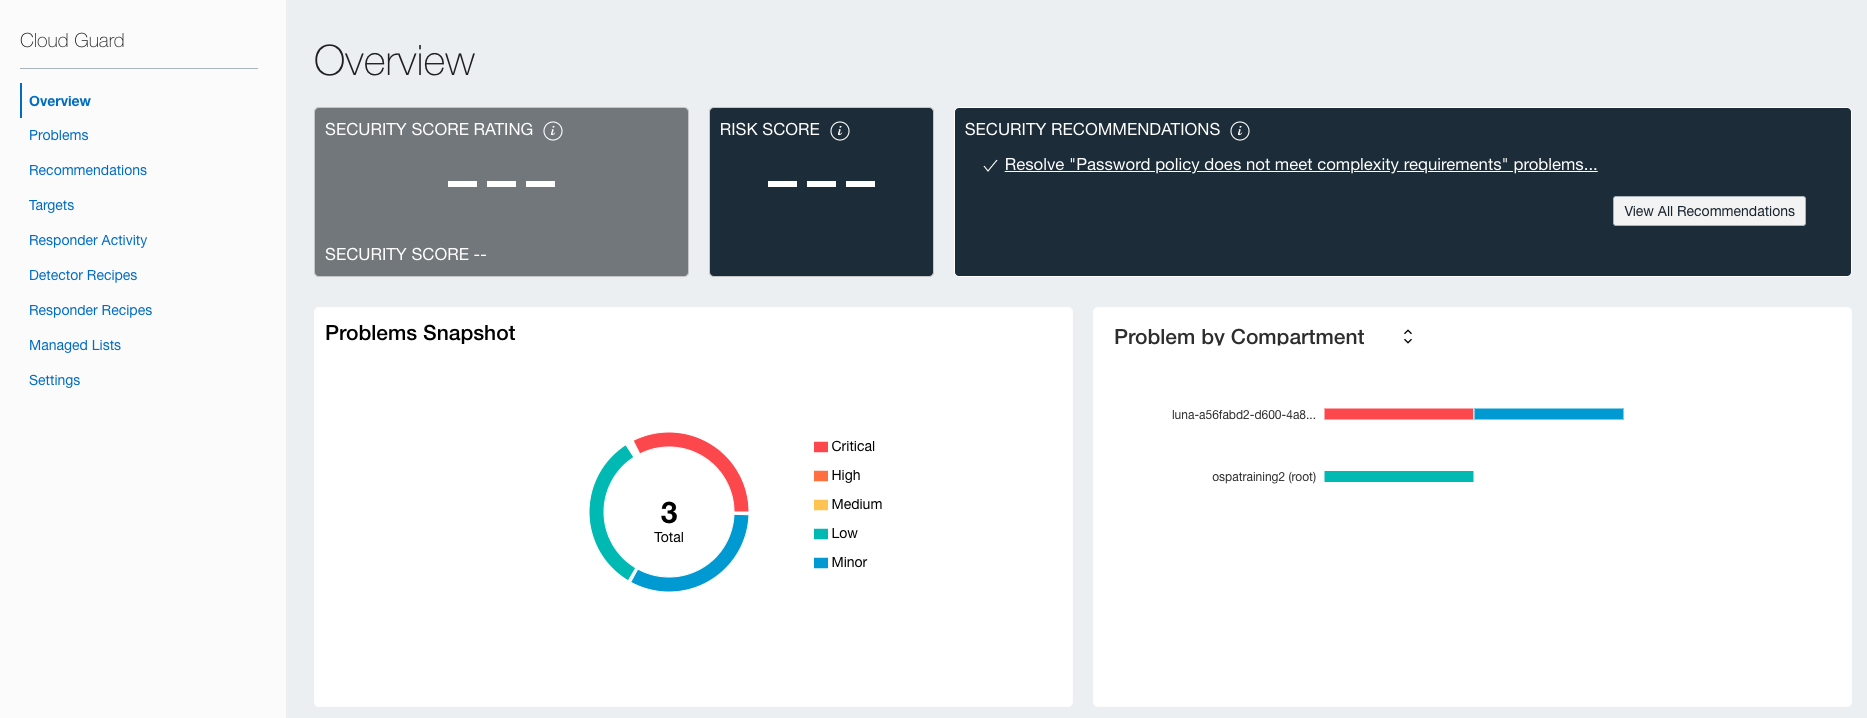 Cloud Guard
Overview
Problems
Recommendations
Targets
Responder Activity
Detector Recipes
Responder Recipes
Managed Lists
Settings
Overview
SECURITY SCORE RATING
SECURITY SCORE --
RISK SCORE
SECURITY RECOMMENDATIONS
Resolve "Password policy does not meet complexity requirements" problems...
View All Recommendations
Problems Snapshot
3
Total
Critical
High
Medium
Low
Minor
Problem by Compartment
luna-a56fabd2-d600-4a8...
ospatraining2 (root)